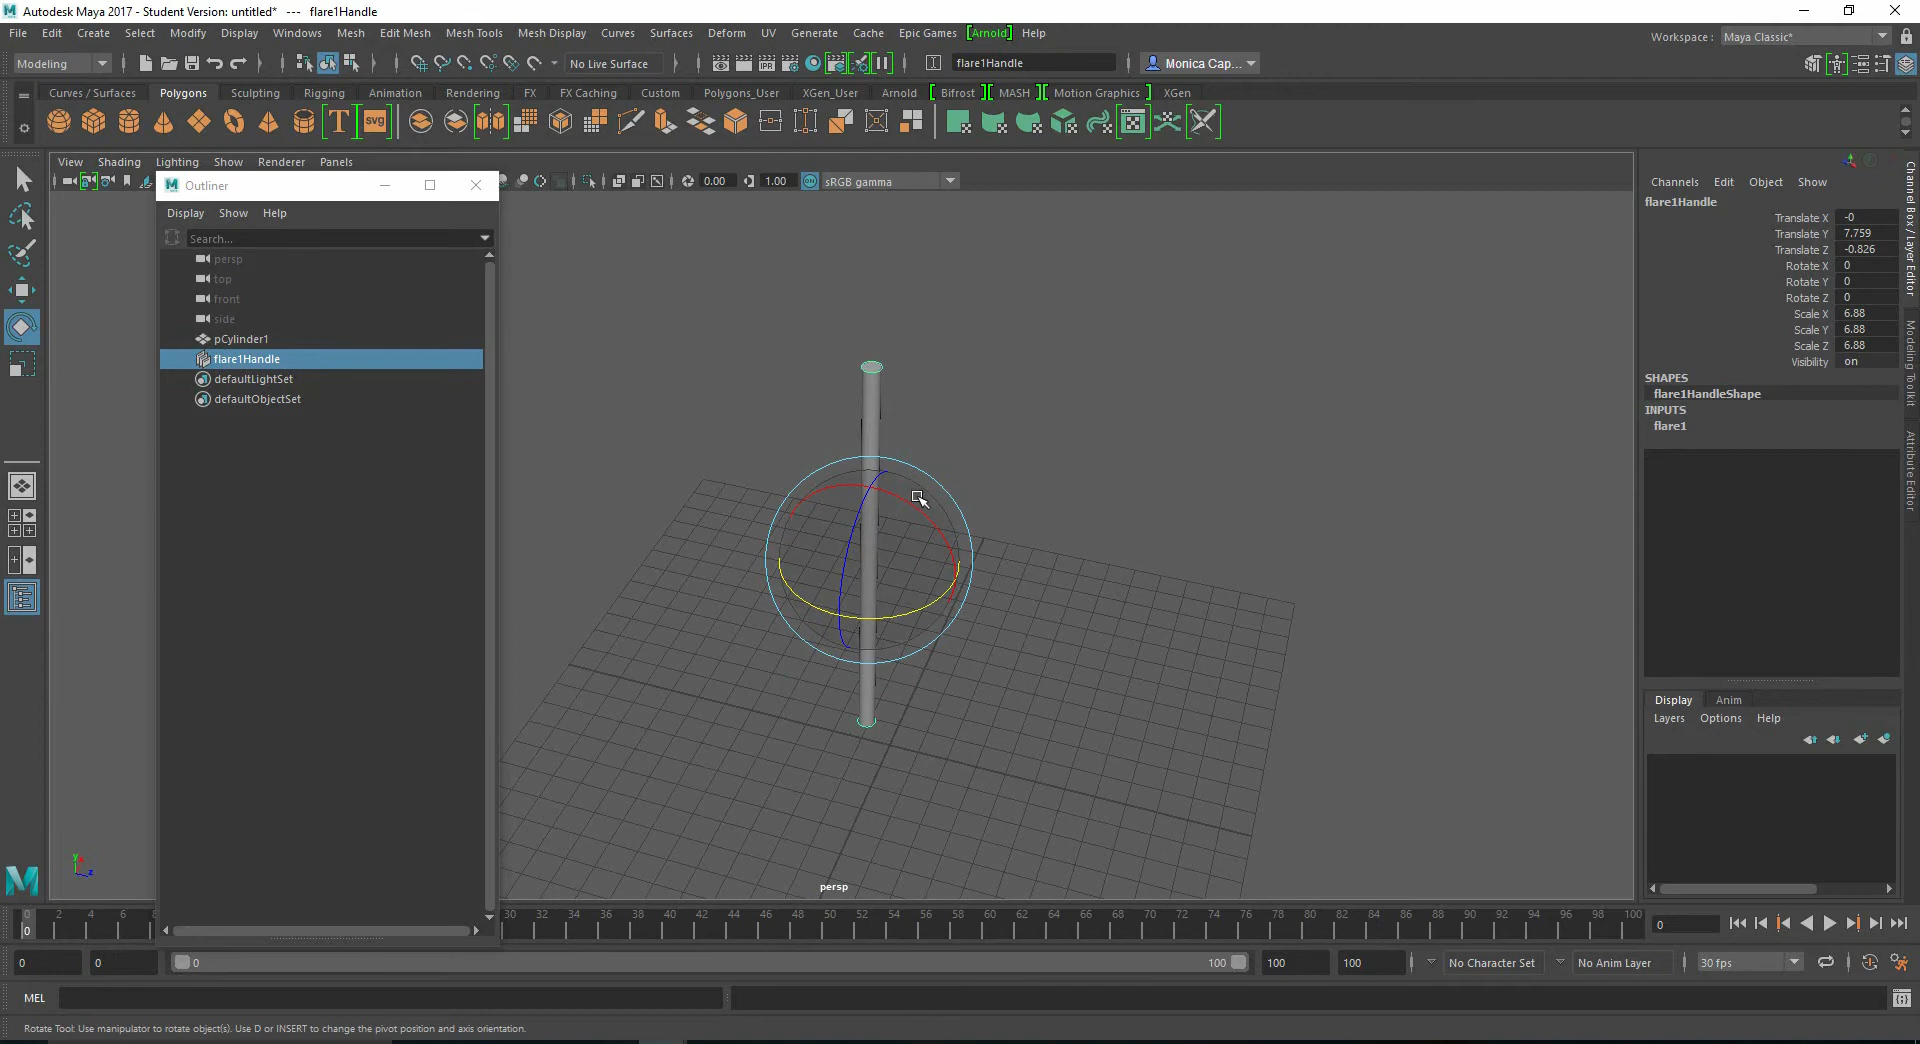 Autodesk Maya 2017 - Student Version: untitled*   ---   flare1Handle
File Edit Create Select Modify Display Windows Mesh Edit Mesh Mesh Tools Mesh Display Curves Surfaces Deform UV Generate Cache Epic Games [Arnold] Help
Workspace : Maya Classic*
Modeling No Live Surface IPR flare1Handle Monica Cap...
Curves / Surfaces Polygons Sculpting Rigging Animation Rendering FX FX Caching Custom Polygons_User XGen_User Arnold Bifrost MASH Motion Graphics XGen
T svg
View Shading Lighting Show Renderer Panels
0.00 1.00 ON sRGB gamma
Outliner
Display Show Help
Search...
persp
top
front
side
pCylinder1
flare1Handle
defaultLightSet
defaultObjectSet
y
z
persp
Channels Edit Object Show
flare1Handle
Translate X -0
Translate Y 7.759
Translate Z -0.826
Rotate X 0
Rotate Y 0
Rotate Z 0
Scale X 6.88
Scale Y 6.88
Scale Z 6.88
Visibility on
SHAPES
flare1HandleShape
INPUTS
flare1
Channel Box / Layer Editor
Modeling Toolkit
Attribute Editor
Display Anim
Layers Options Help
0 2 4 6 8 30 32 34 36 38 40 42 44 46 48 50 52 54 56 58 60 62 64 66 68 70 72 74 76 78 80 82 84 86 88 90 92 94 96 98 100
0 0
0 0 0 100 100 100 No Character Set No Anim Layer 30 fps
MEL
Rotate Tool: Use manipulator to rotate object(s). Use D or INSERT to change the pivot position and axis orientation.